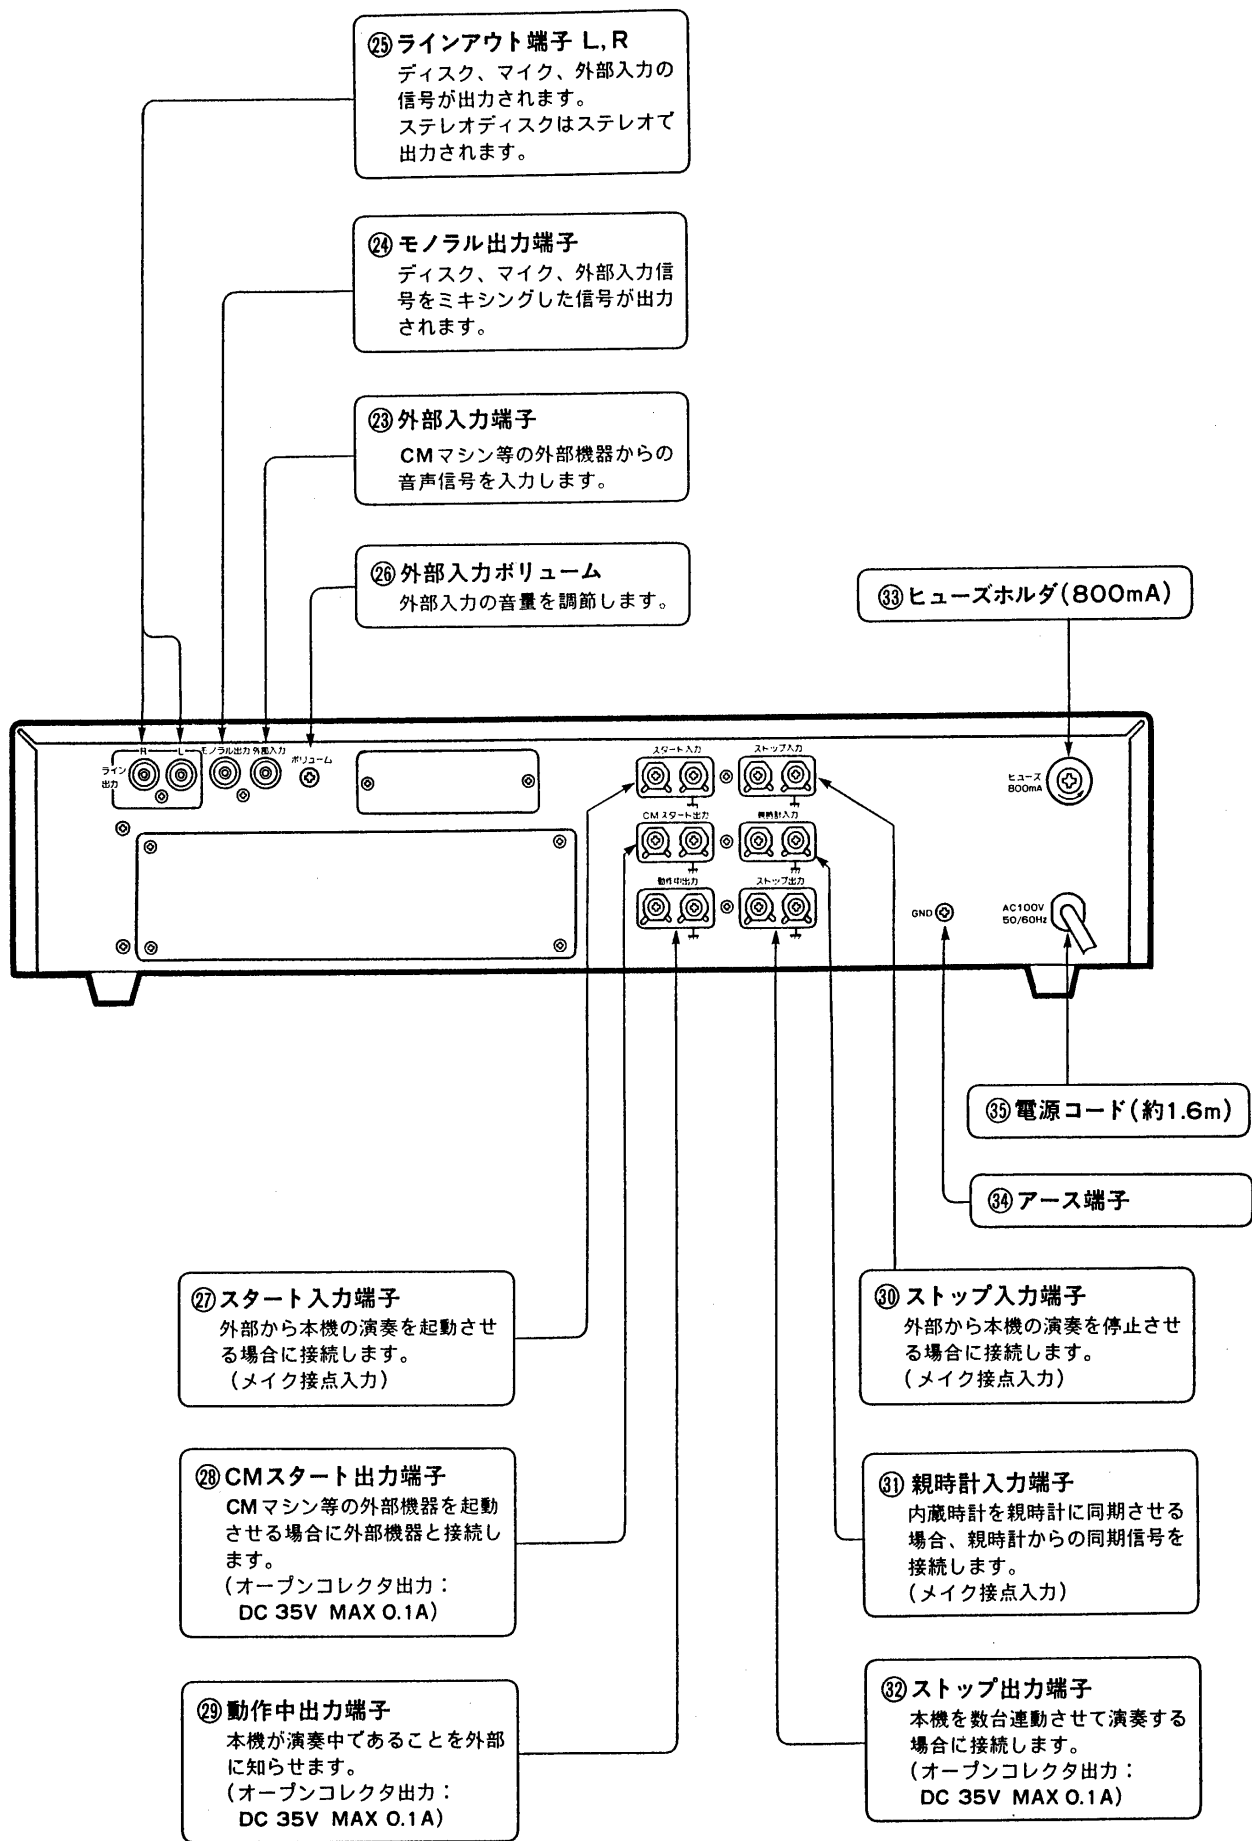 ㉕ラインアウト端子 L, R
ディスク、マイク、外部入力の
信号が出力されます。
ステレオディスクはステレオで
出力されます。
㉔モノラル出力端子
ディスク、マイク、外部入力信
号をミキシングした信号が出力
されます。
㉓外部入力端子
CMマシン等の外部機器からの
音声信号を入力します。
㉖外部入力ボリューム
外部入力の音量を調節します。
㉝ヒューズホルダ(800mA)
R L モノラル出力 外部入力
ライン
出力
ボリューム
スタート入力 ストップ入力
CMスタート出力 親時計入力
動作中出力 ストップ出力
ヒューズ
800mA
GND
AC100V
50/60Hz
㉟電源コード(約1.6m)
㉞アース端子
㉗スタート入力端子
外部から本機の演奏を起動させ
る場合に接続します。
(メイク接点入力)
㉚ストップ入力端子
外部から本機の演奏を停止させ
る場合に接続します。
(メイク接点入力)
㉘CMスタート出力端子
CMマシン等の外部機器を起動
させる場合に外部機器と接続し
ます。
(オープンコレクタ出力:
DC 35V MAX 0.1A)
㉛親時計入力端子
内蔵時計を親時計に同期させる
場合、親時計からの同期信号を
接続します。
(メイク接点入力)
㉙動作中出力端子
本機が演奏中であることを外部
に知らせます。
(オープンコレクタ出力:
DC 35V MAX 0.1A)
㉜ストップ出力端子
本機を数台連動させて演奏する
場合に接続します。
(オープンコレクタ出力:
DC 35V MAX 0.1A)